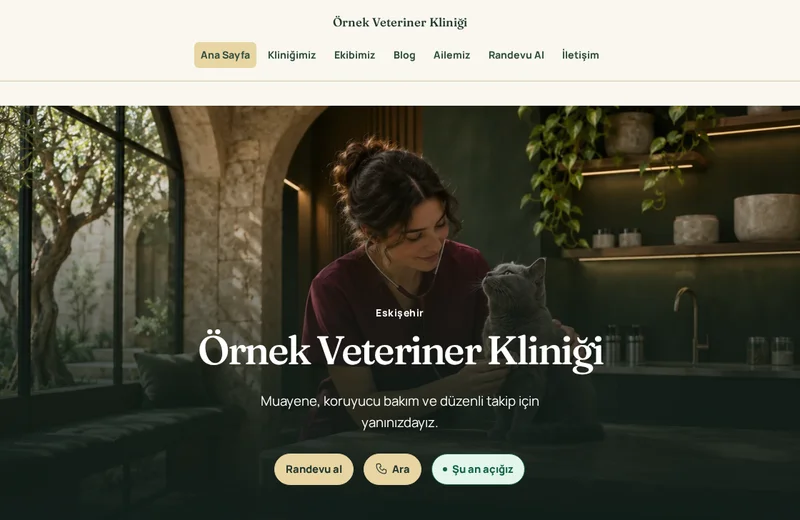 Örnek Veteriner Kliniği
Ana Sayfa Kliniğimiz Ekibimiz Blog Ailemiz Randevu Al İletişim
Eskişehir
Örnek Veteriner Kliniği
Muayene, koruyucu bakım ve düzenli takip için
yanınızdayız.
Randevu al Ara Şu an açığız